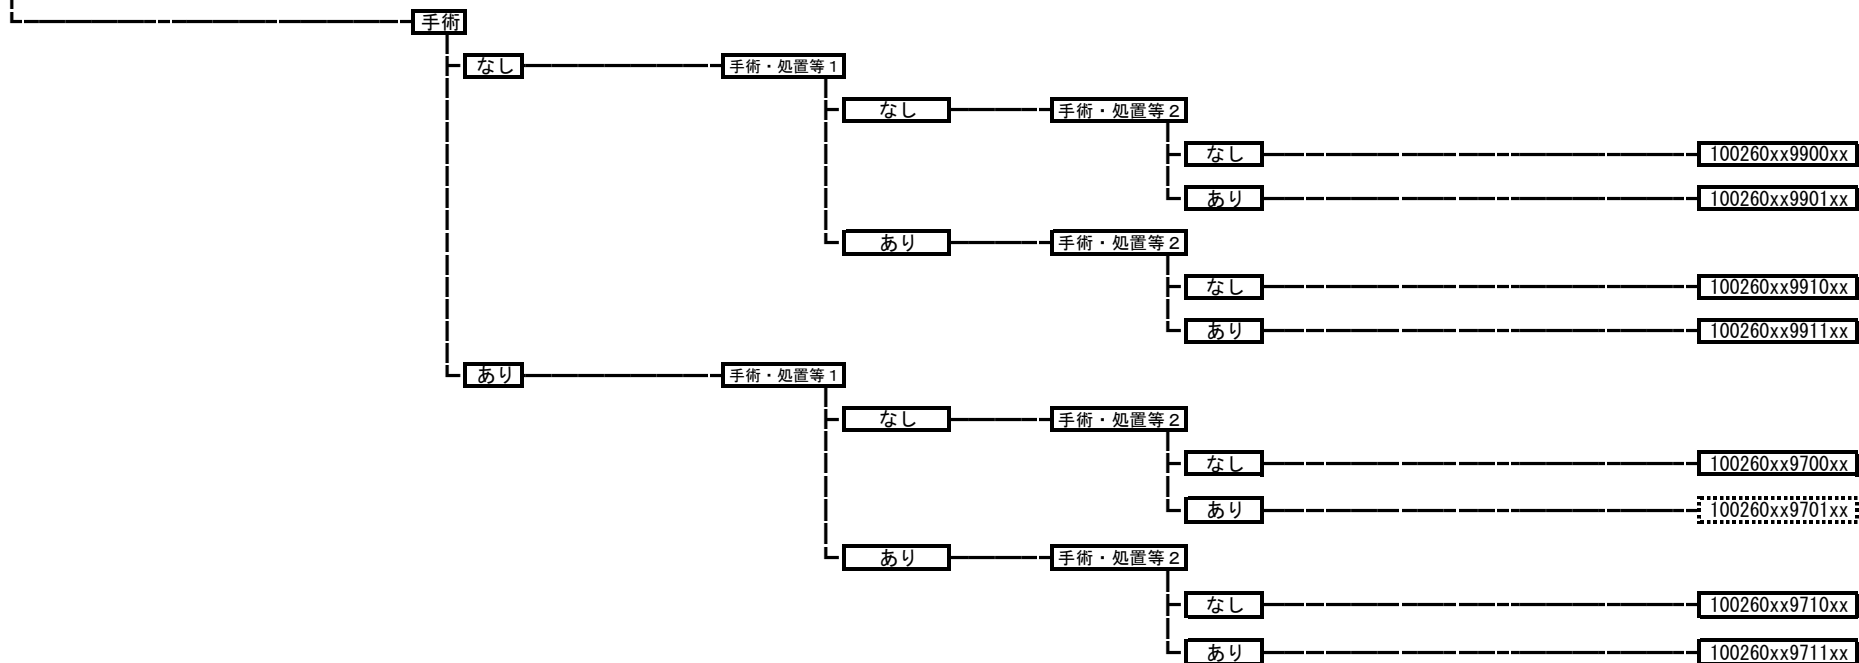 手術
なし 手術・処置等１
なし 手術・処置等２
なし 100260xx9900xx
あり 100260xx9901xx
あり 手術・処置等２
なし 100260xx9910xx
あり 100260xx9911xx
あり 手術・処置等１
なし 手術・処置等２
なし 100260xx9700xx
あり 100260xx9701xx
あり 手術・処置等２
なし 100260xx9710xx
あり 100260xx9711xx